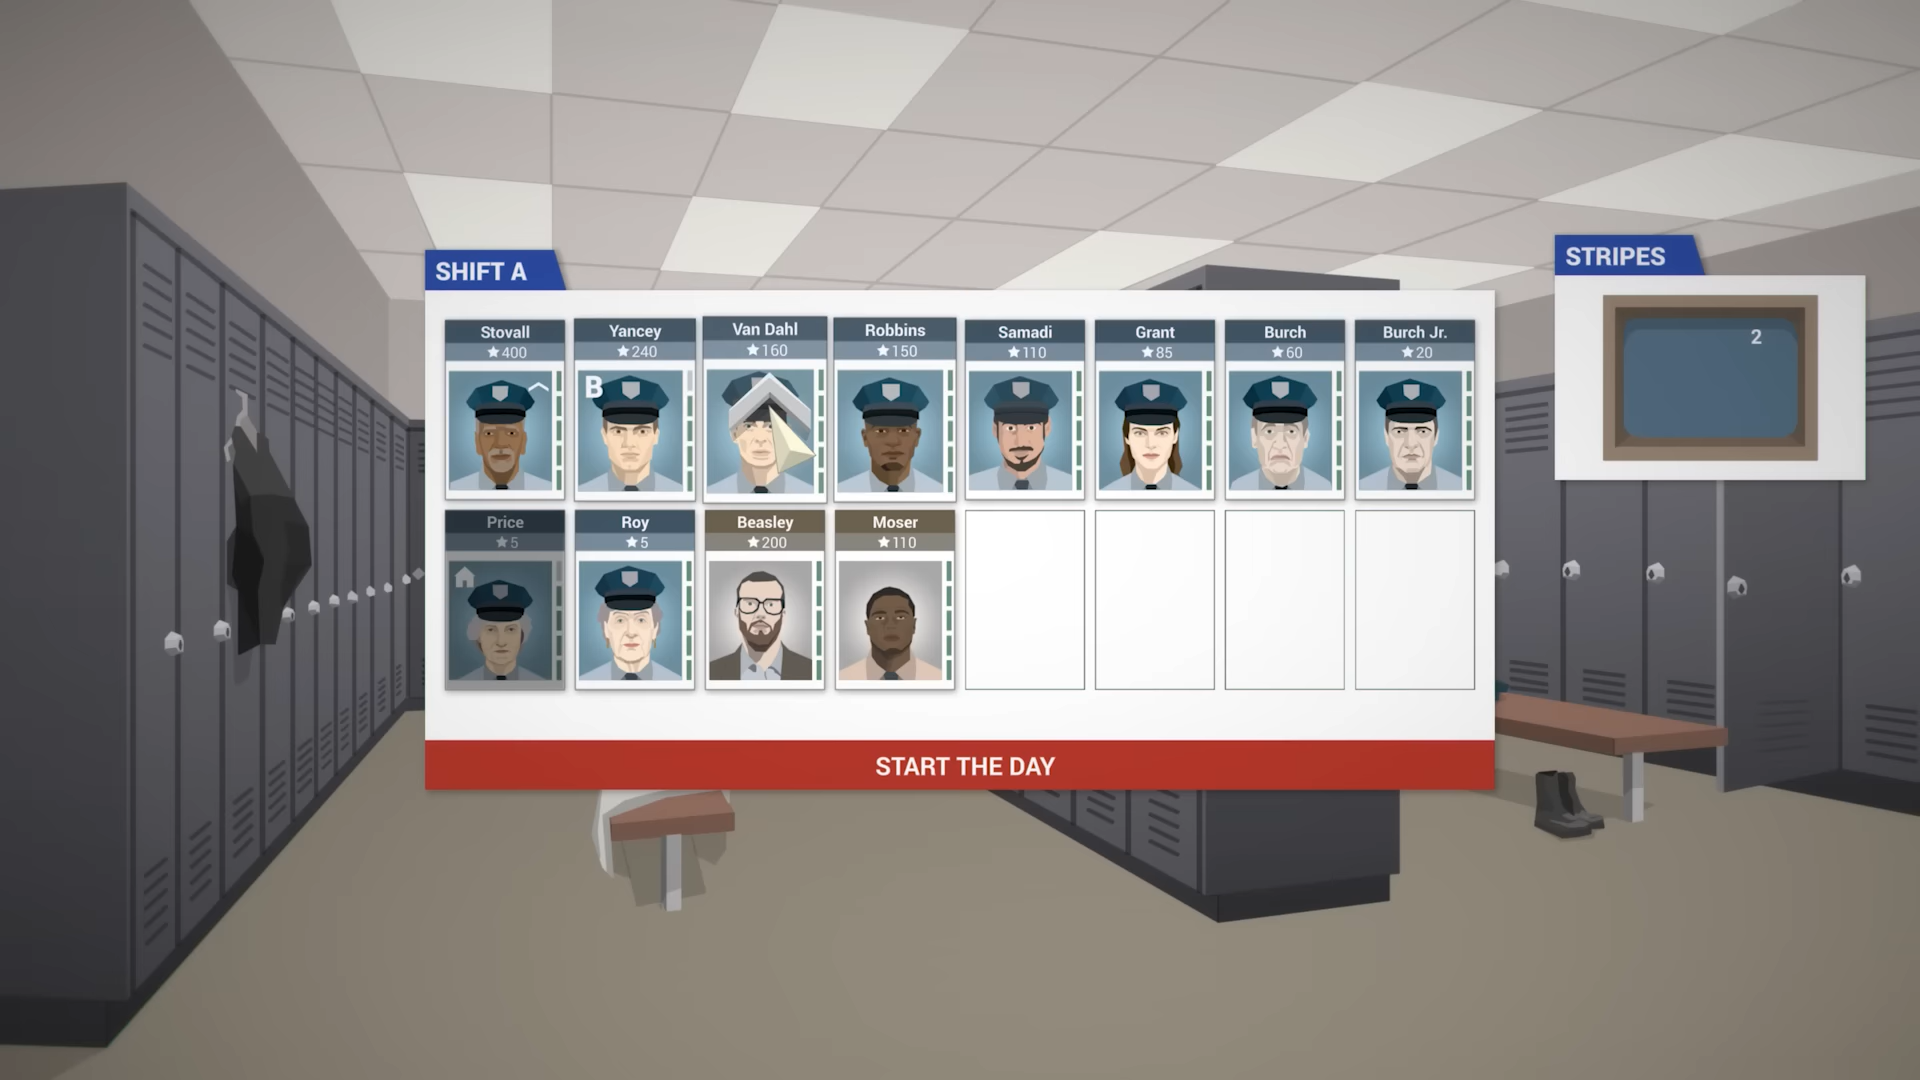 SHIFT A
STRIPES
2
Stovall
★400
Yancey
★240
B
Van Dahl
★160
Robbins
★150
Samadi
★110
Grant
★85
Burch
★60
Burch Jr.
★20
Price
★5
Roy
★5
Beasley
★200
Moser
★110
START THE DAY